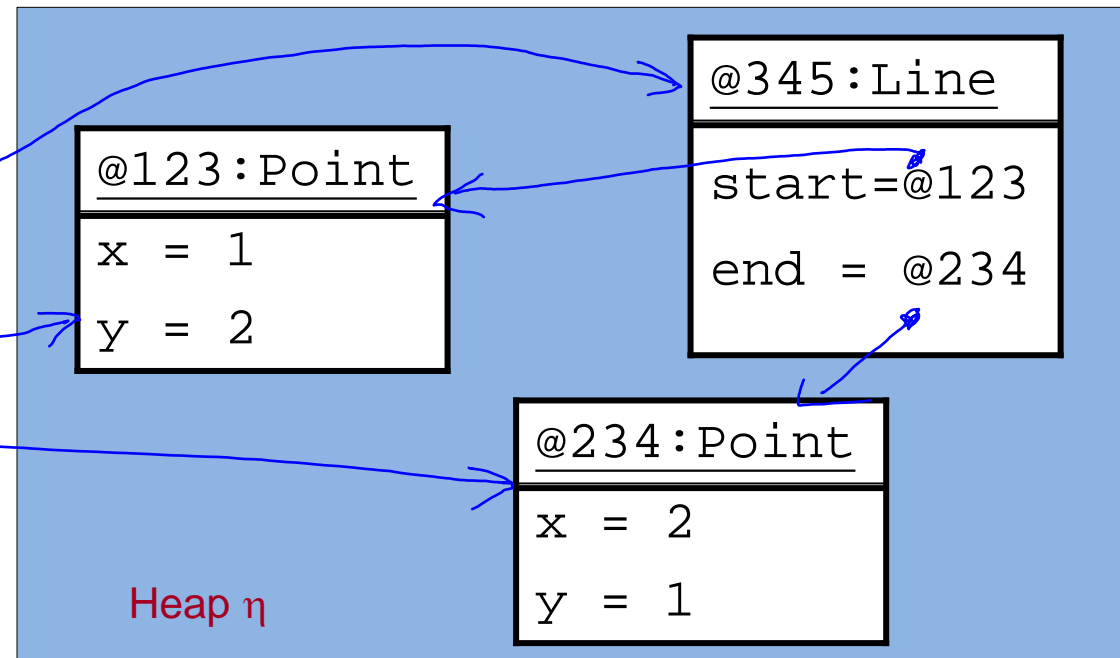 @345:Line
start=@123
end = @234
@123:Point
x = 1
y = 2
@234:Point
x = 2
y = 1
Heap η